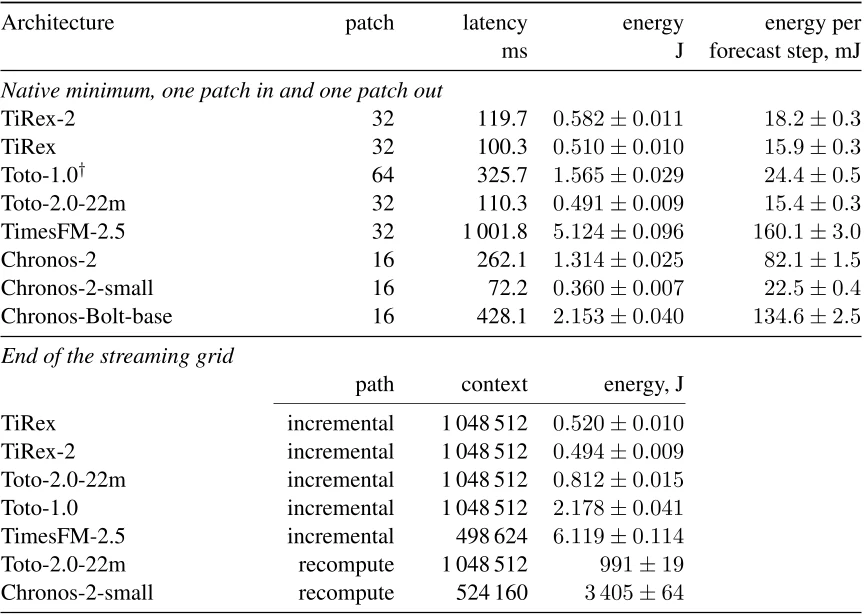 Architecture patch latency energy energy per
ms J forecast step, mJ
Native minimum, one patch in and one patch out
TiRex-2 32 119.7 0.582 ± 0.011 18.2 ± 0.3
TiRex 32 100.3 0.510 ± 0.010 15.9 ± 0.3
Toto-1.0† 64 325.7 1.565 ± 0.029 24.4 ± 0.5
Toto-2.0-22m 32 110.3 0.491 ± 0.009 15.4 ± 0.3
TimesFM-2.5 32 1 001.8 5.124 ± 0.096 160.1 ± 3.0
Chronos-2 16 262.1 1.314 ± 0.025 82.1 ± 1.5
Chronos-2-small 16 72.2 0.360 ± 0.007 22.5 ± 0.4
Chronos-Bolt-base 16 428.1 2.153 ± 0.040 134.6 ± 2.5
End of the streaming grid
path context energy, J
TiRex incremental 1 048 512 0.520 ± 0.010
TiRex-2 incremental 1 048 512 0.494 ± 0.009
Toto-2.0-22m incremental 1 048 512 0.812 ± 0.015
Toto-1.0 incremental 1 048 512 2.178 ± 0.041
TimesFM-2.5 incremental 498 624 6.119 ± 0.114
Toto-2.0-22m recompute 1 048 512 991 ± 19
Chronos-2-small recompute 524 160 3 405 ± 64